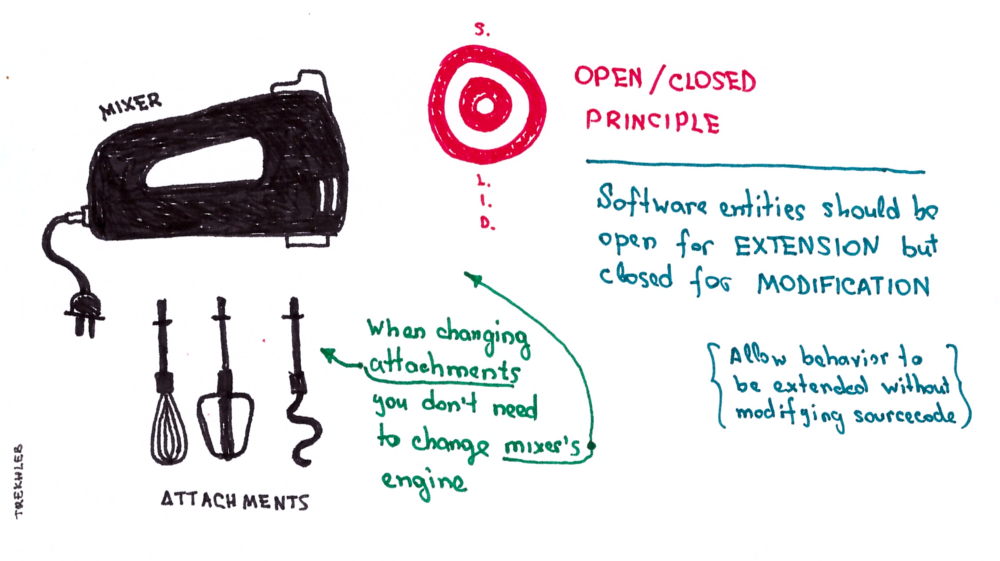 MIXER
S.
L.
I.
D.
OPEN/CLOSED
PRINCIPLE
Software entities should be
open for EXTENSION but
closed for MODIFICATION
When changing
attachments
you don't need
to change mixer's
engine
{Allow behavior to
be extended without
modifying sourcecode}
ATTACHMENTS
TREKHLEB